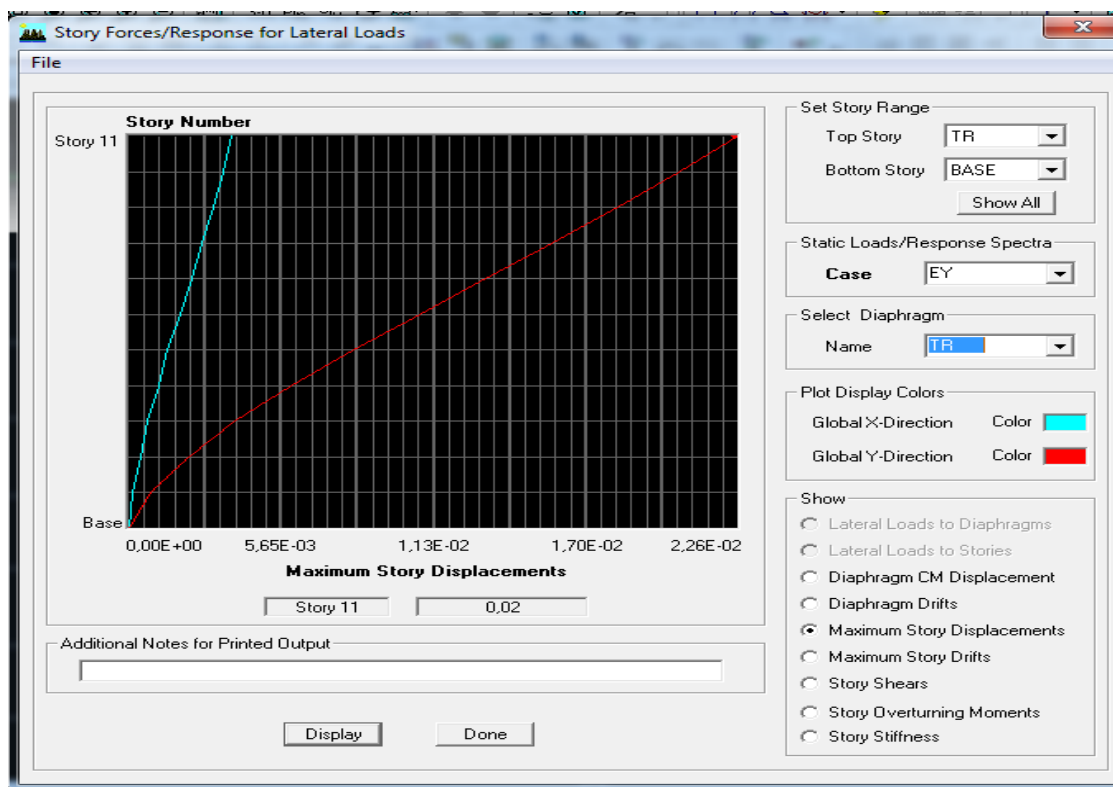 Story Forces/Response for Lateral Loads
File
Story Number
Story 11
Base
0,00E+00 5,65E-03 1,13E-02 1,70E-02 2,26E-02
Maximum Story Displacements
Story 11 0,02
Additional Notes for Printed Output
Display Done
Set Story Range
Top Story TR
Bottom Story BASE
Show All
Static Loads/Response Spectra
Case EY
Select Diaphragm
Name TR
Plot Display Colors
Global X-Direction Color
Global Y-Direction Color
Show
Lateral Loads to Diaphragms
Lateral Loads to Stories
Diaphragm CM Displacement
Diaphragm Drifts
Maximum Story Displacements
Maximum Story Drifts
Story Shears
Story Overturning Moments
Story Stiffness